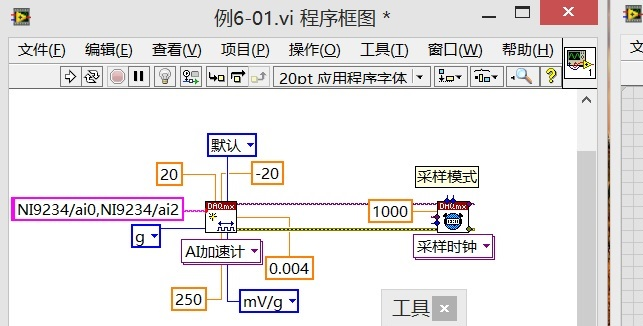 例6-01.vi 程序框图 *
文件(F) 编辑(E) 查看(V) 项目(P) 操作(O) 工具(T) 窗口(W) 帮助(H)
20pt 应用程序字体
1
默认
20
-20
采样模式
NI9234/ai0,NI9234/ai2
DAQmx
1000
DAQmx
g
AI加速计
采样时钟
0.004
250
mV/g
工具